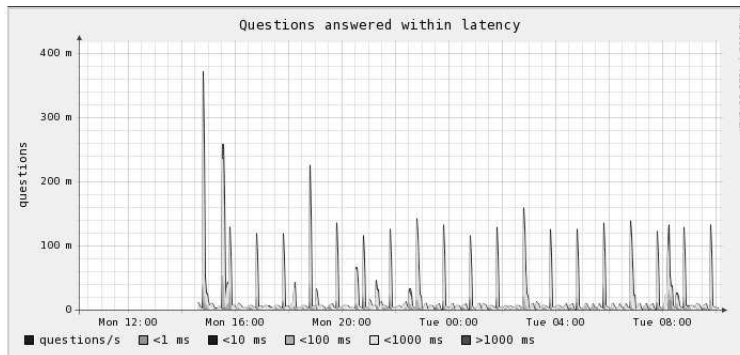 Questions answered within latency
400 m
300 m
200 m
100 m
0
questions
Mon 12:00 Mon 16:00 Mon 20:00 Tue 00:00 Tue 04:00 Tue 08:00
questions/s <1 ms <10 ms <100 ms <1000 ms >1000 ms